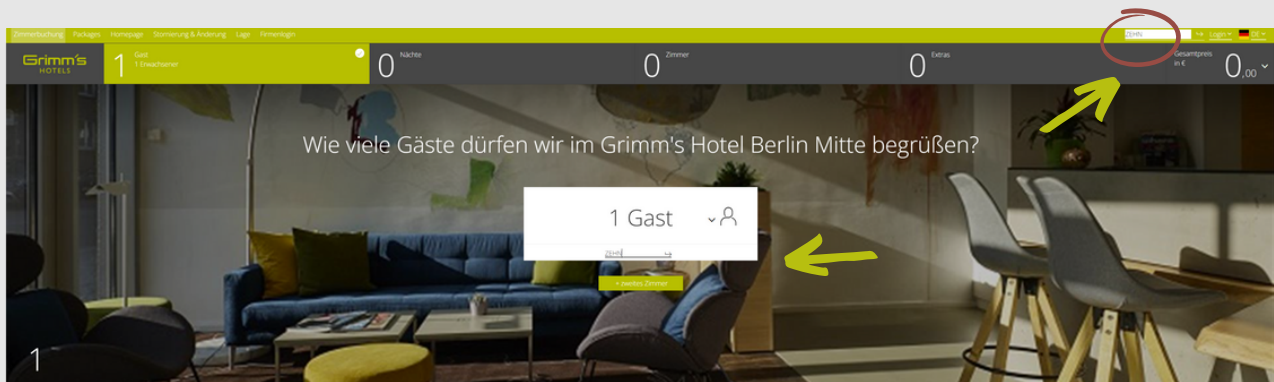 Zimmerbuchung Packages Homepage Stornierung & Änderung Lage Firmenlogin ZEHN Login DE
Grimm's
HOTELS
1 Gast
1 Erwachsener
0 Nächte
0 Zimmer
0 Extras
Gesamtpreis
in €
0,00
Wie viele Gäste dürfen wir im Grimm's Hotel Berlin Mitte begrüßen?
1 Gast
ZEHN
+ zweites Zimmer
1